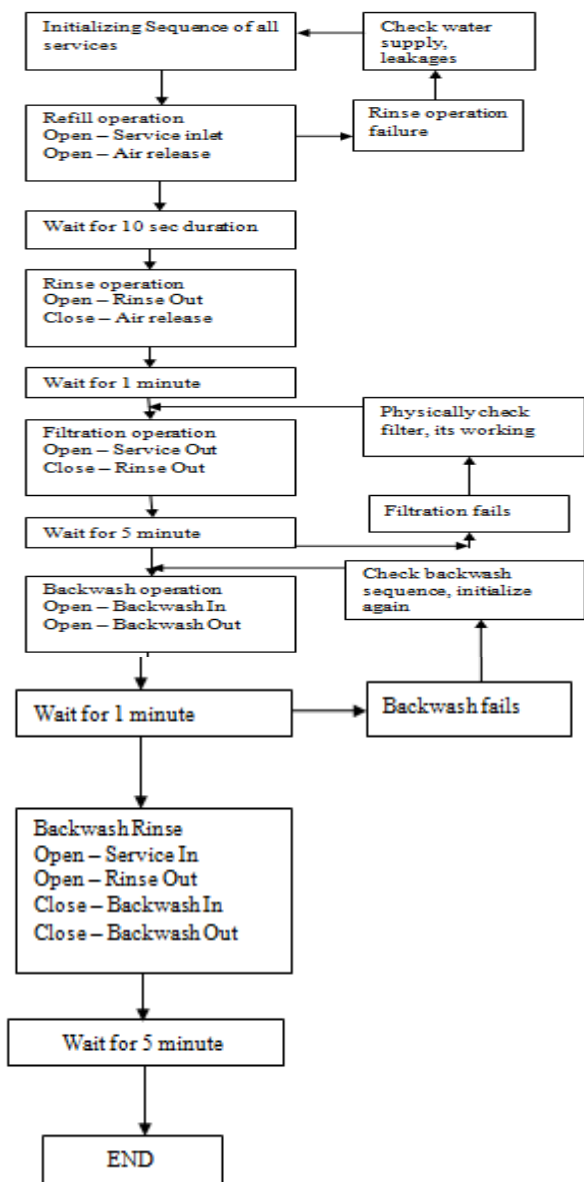 Initializing Sequence of all
services
Check water
supply,
leakages
Refill operation
Open – Service inlet
Open – Air release
Rinse operation
failure
Wait for 10 sec duration
Rinse operation
Open – Rinse Out
Close – Air release
Wait for 1 minute
Physically check
filter, its working
Filtration operation
Open – Service Out
Close – Rinse Out
Filtration fails
Wait for 5 minute
Check backwash
sequence, initialize
again
Backwash operation
Open – Backwash In
Open – Backwash Out
Wait for 1 minute
Backwash fails
Backwash Rinse
Open – Service In
Open – Rinse Out
Close – Backwash In
Close – Backwash Out
Wait for 5 minute
END